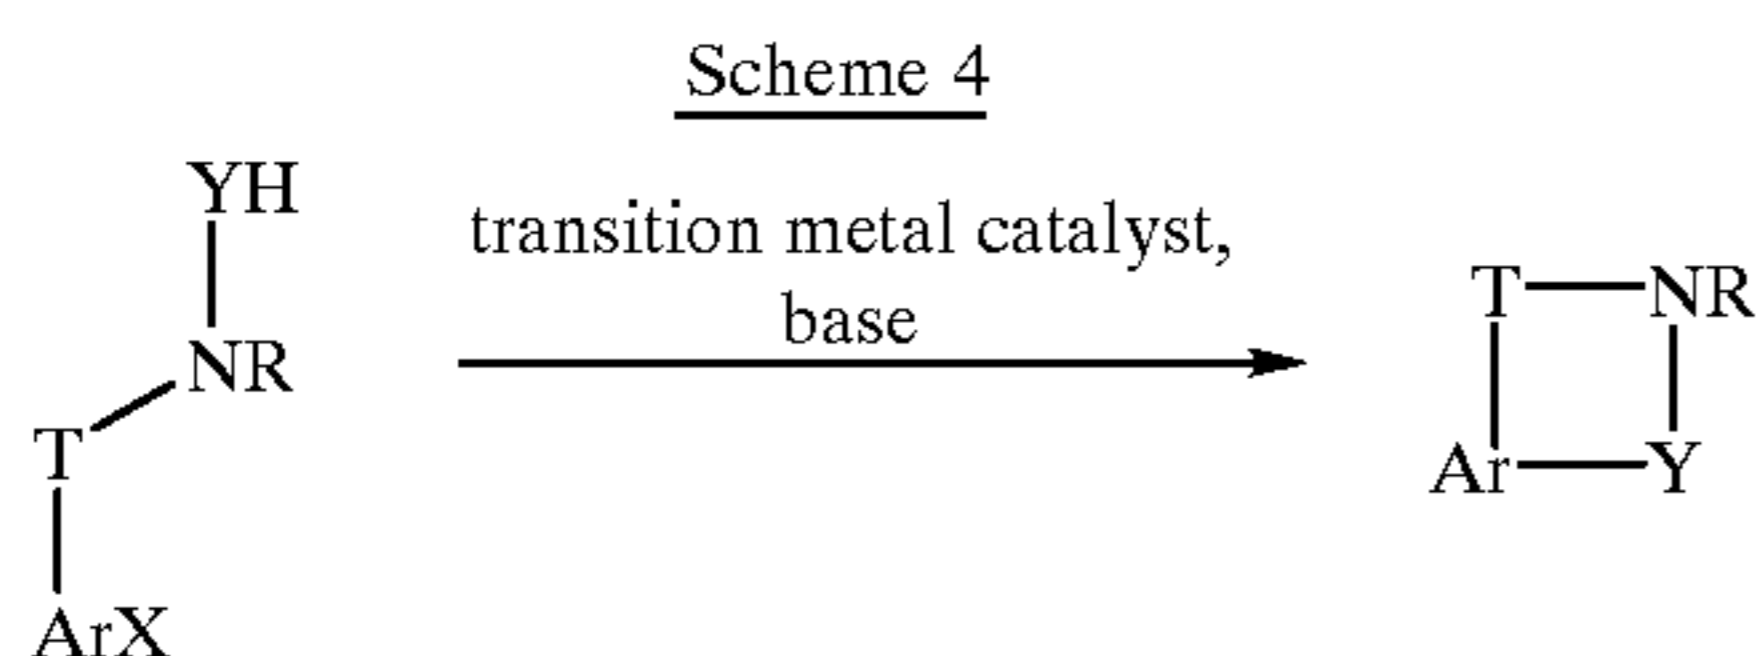 Scheme 4
YH
transition metal catalyst,
base
NR
T
ArX
T
NR
Ar
Y